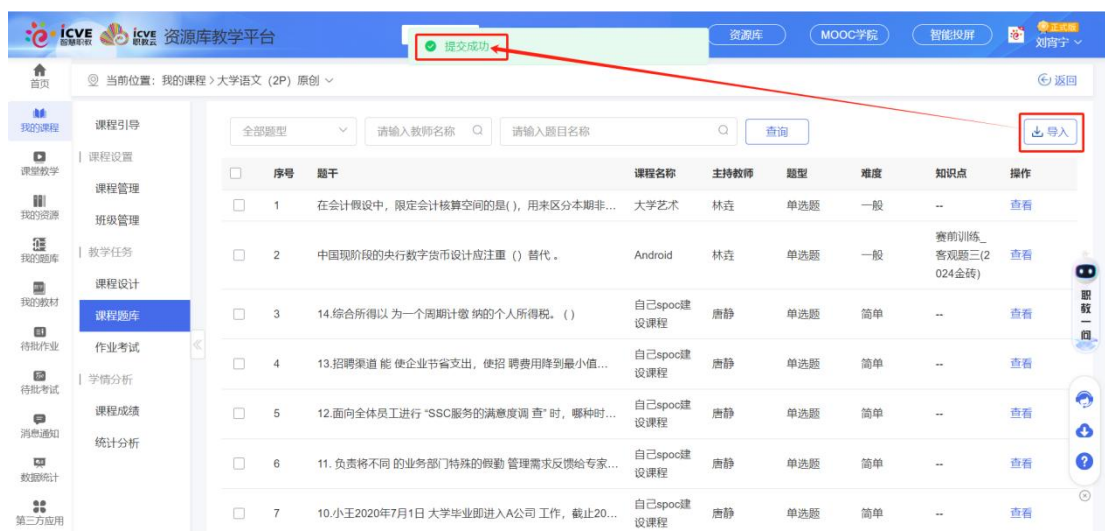 icve 智慧职教 icve 职教云 资源库教学平台
提交成功
资源库 MOOC学院 智能投屏 正式版
刘宵宁
首页
当前位置：我的课程 > 大学语文（2P）原创
返回
我的课程
课堂教学
我的资源
我的题库
我的教材
待批作业
待批考试
消息通知
数据统计
第三方应用
课程引导
课程设置
课程管理
班级管理
教学任务
课程设计
课程题库
作业考试
学情分析
课程成绩
统计分析
全部题型 请输入教师名称 请输入题目名称 查询 导入
序号 题干 课程名称 主持教师 题型 难度 知识点 操作
1 在会计假设中，限定会计核算空间的是( )，用来区分本期非... 大学艺术 林垚 单选题 一般 -- 查看
2 中国现阶段的央行数字货币设计应注重（）替代 。 Android 林垚 单选题 一般 赛前训练_
客观题三(2
024金砖) 查看
3 14.综合所得以 为一个周期计缴 纳的个人所得税。( ) 自己spoc建
设课程 唐静 单选题 简单 -- 查看
4 13.招聘渠道 能 使企业节省支出，使招 聘费用降到最小值... 自己spoc建
设课程 唐静 单选题 简单 -- 查看
5 12.面向全体员工进行 “SSC服务的满意度调 查” 时，哪种时... 自己spoc建
设课程 唐静 单选题 简单 -- 查看
6 11. 负责将不同 的业务部门特殊的假勤 管理需求反馈给专家... 自己spoc建
设课程 唐静 单选题 简单 -- 查看
7 10.小王2020年7月1日 大学毕业即进入A公司 工作，截止20... 自己spoc建
设课程 唐静 单选题 简单 -- 查看
职教一问